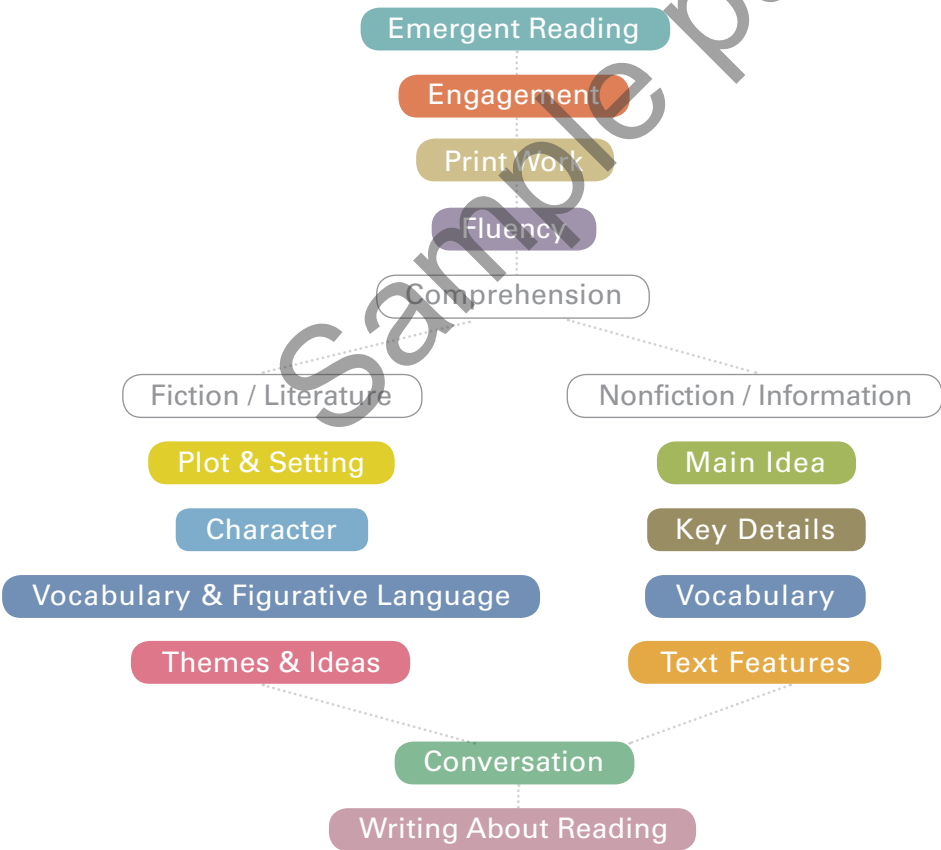 Emergent Reading
Engagement
Print Work
Fluency
Comprehension
Fiction / Literature
Nonfiction / Information
Plot & Setting
Main Idea
Character
Key Details
Vocabulary & Figurative Language
Vocabulary
Themes & Ideas
Text Features
Conversation
Writing About Reading
Sample